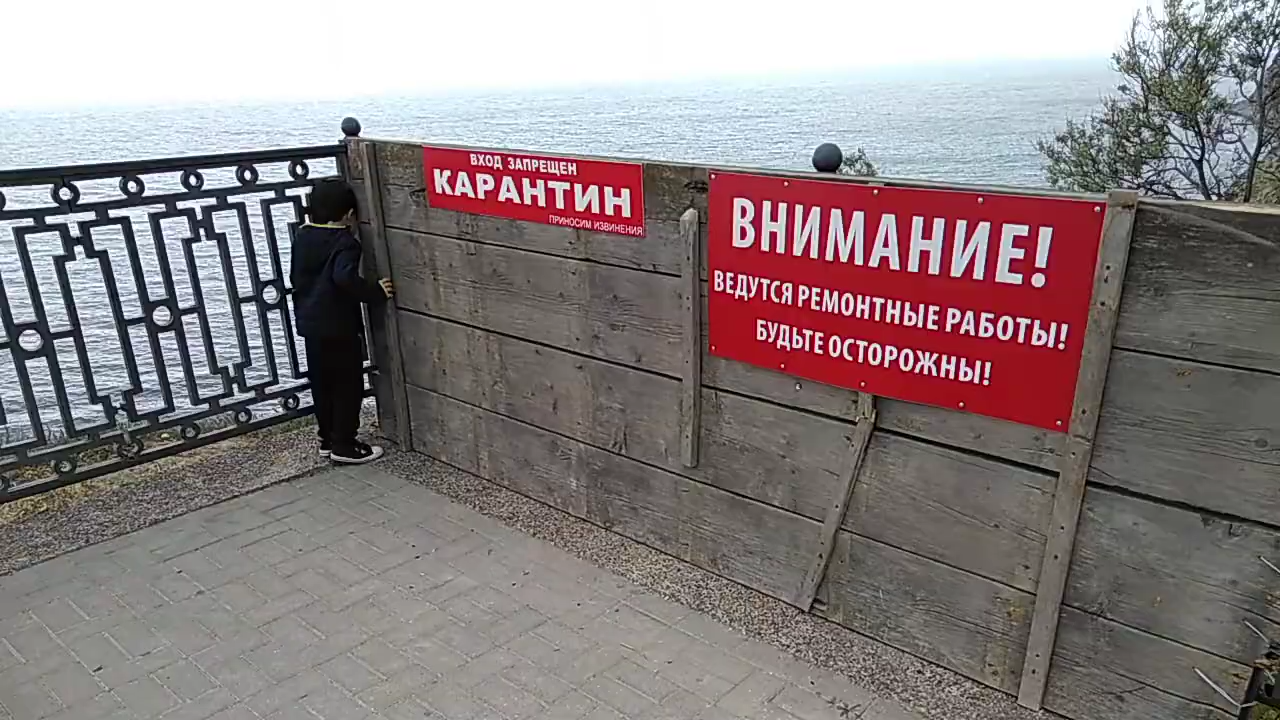 ВХОД ЗАПРЕЩЕН
КАРАНТИН
ПРИНОСИМ ИЗВИНЕНИЯ
ВНИМАНИЕ!
ВЕДУТСЯ РЕМОНТНЫЕ РАБОТЫ!
БУДЬТЕ ОСТОРОЖНЫ!